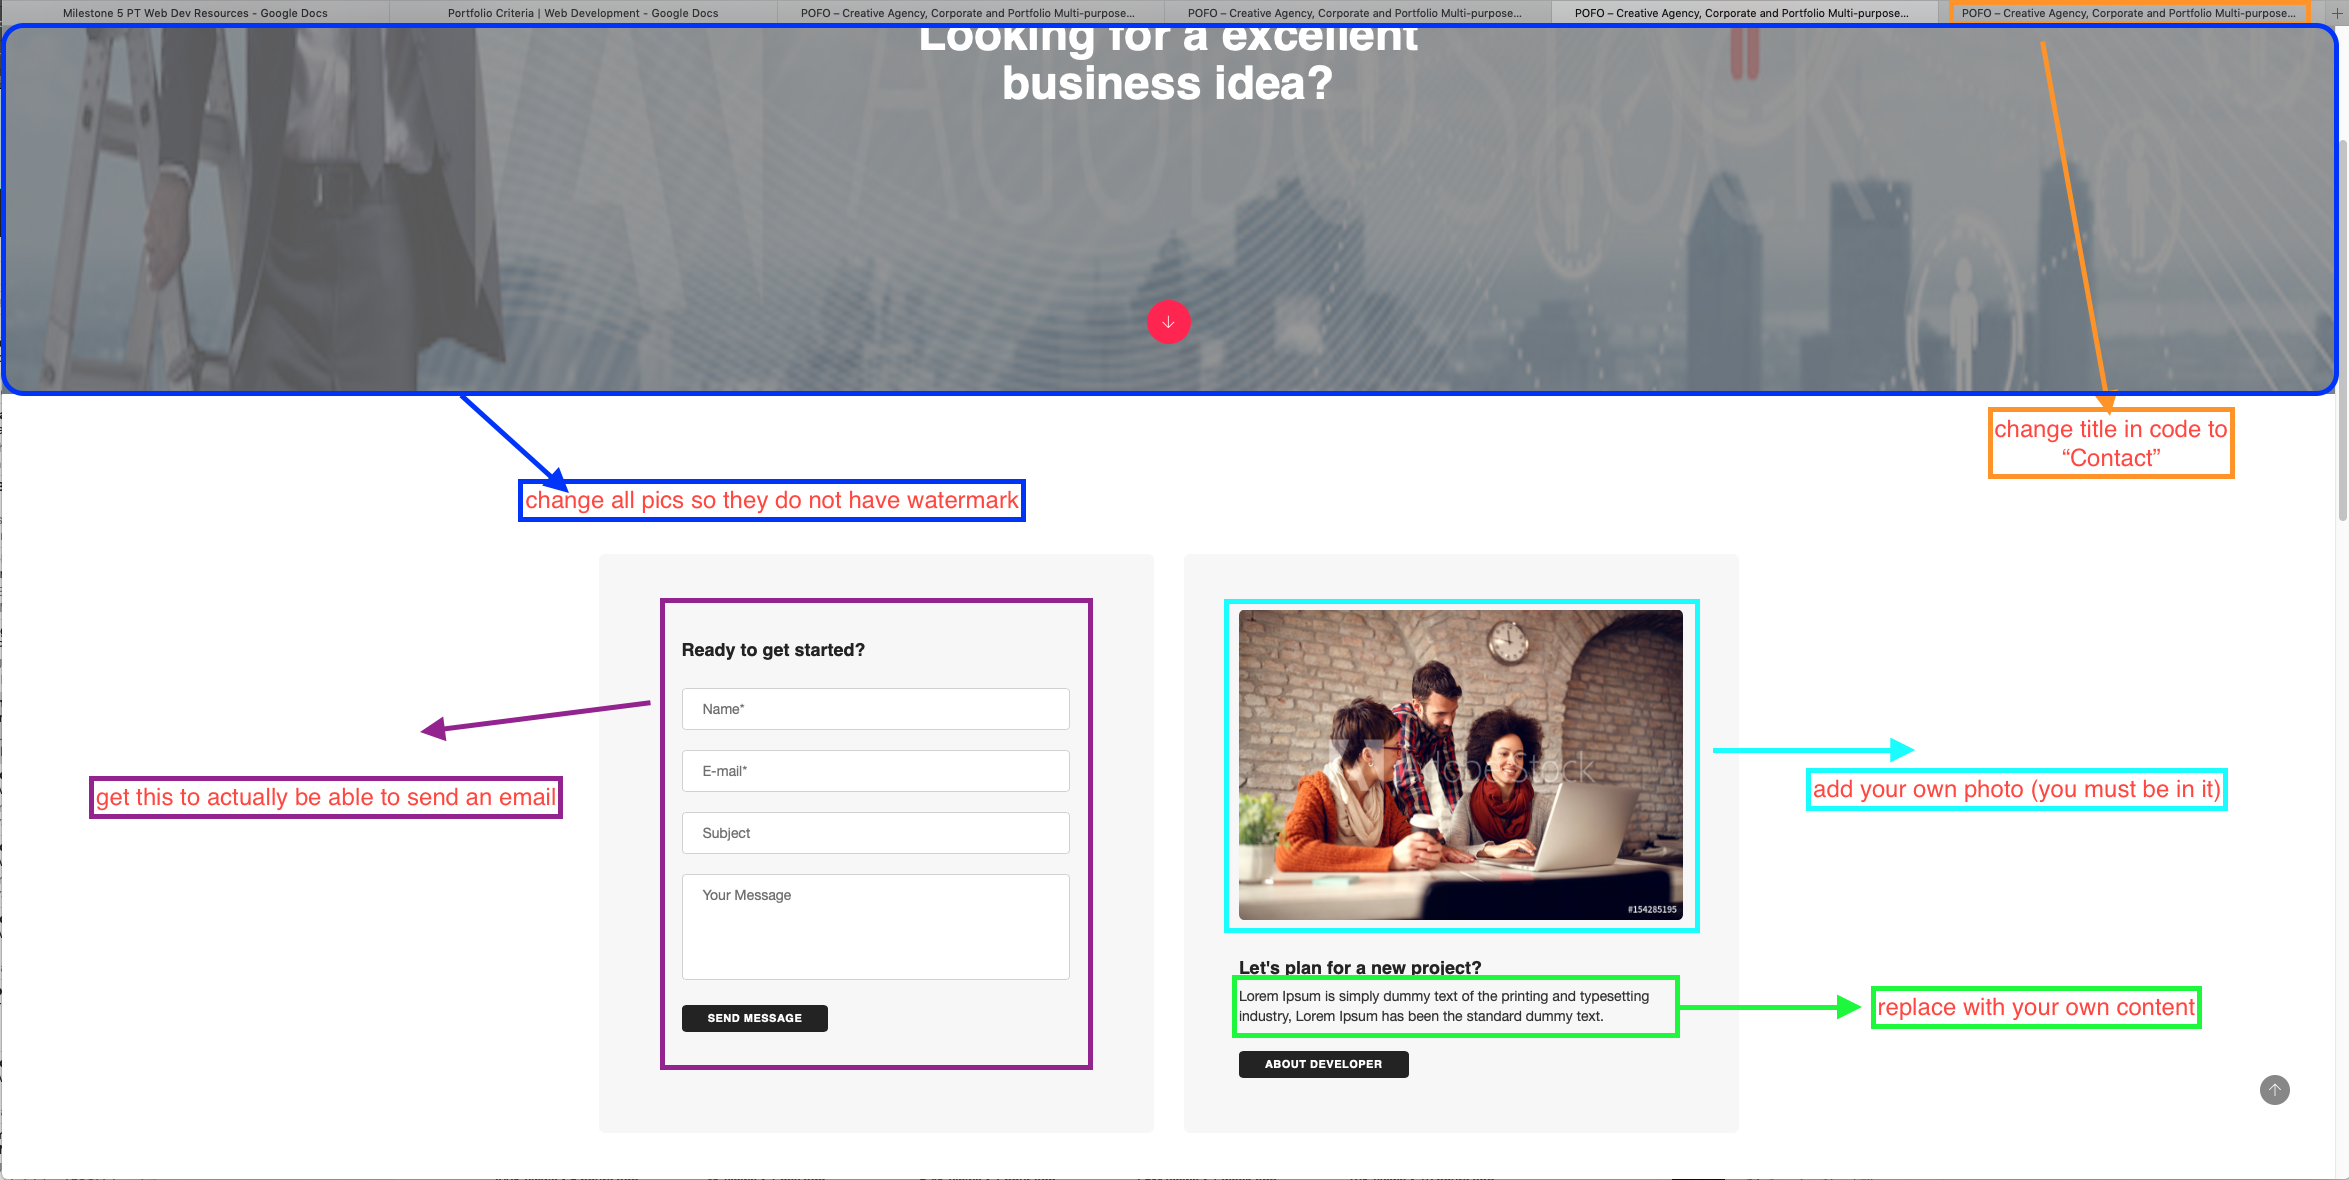 Milestone 5 PT Web Dev Resources - Google Docs
Portfolio Criteria | Web Development - Google Docs
POFO – Creative Agency, Corporate and Portfolio Multi-purpose...
POFO – Creative Agency, Corporate and Portfolio Multi-purpose...
POFO – Creative Agency, Corporate and Portfolio Multi-purpose...
POFO – Creative Agency, Corporate and Portfolio Multi-purpose...
Looking for a excellent
business idea?
change title in code to
“Contact”
change all pics so they do not have watermark
Ready to get started?
Name*
E-mail*
Subject
Your Message
SEND MESSAGE
get this to actually be able to send an email
Adobe Stock
#154285195
add your own photo (you must be in it)
Let's plan for a new project?
Lorem Ipsum is simply dummy text of the printing and typesetting
industry, Lorem Ipsum has been the standard dummy text.
replace with your own content
ABOUT DEVELOPER